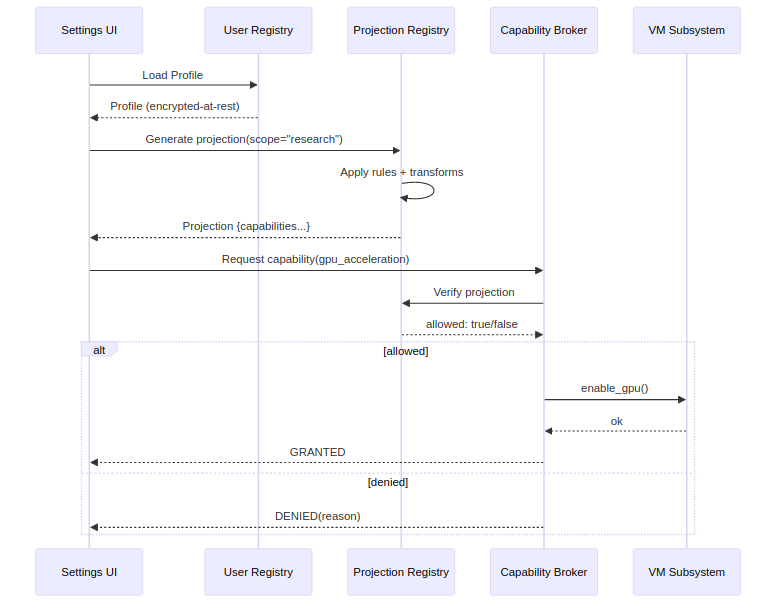 Settings UI
User Registry
Projection Registry
Capability Broker
VM Subsystem
Load Profile
Profile (encrypted-at-rest)
Generate projection(scope="research")
Apply rules + transforms
Projection {capabilities...}
Request capability(gpu_acceleration)
Verify projection
allowed: true/false
alt
[allowed]
enable_gpu()
ok
GRANTED
[denied]
DENIED(reason)
Settings UI
User Registry
Projection Registry
Capability Broker
VM Subsystem